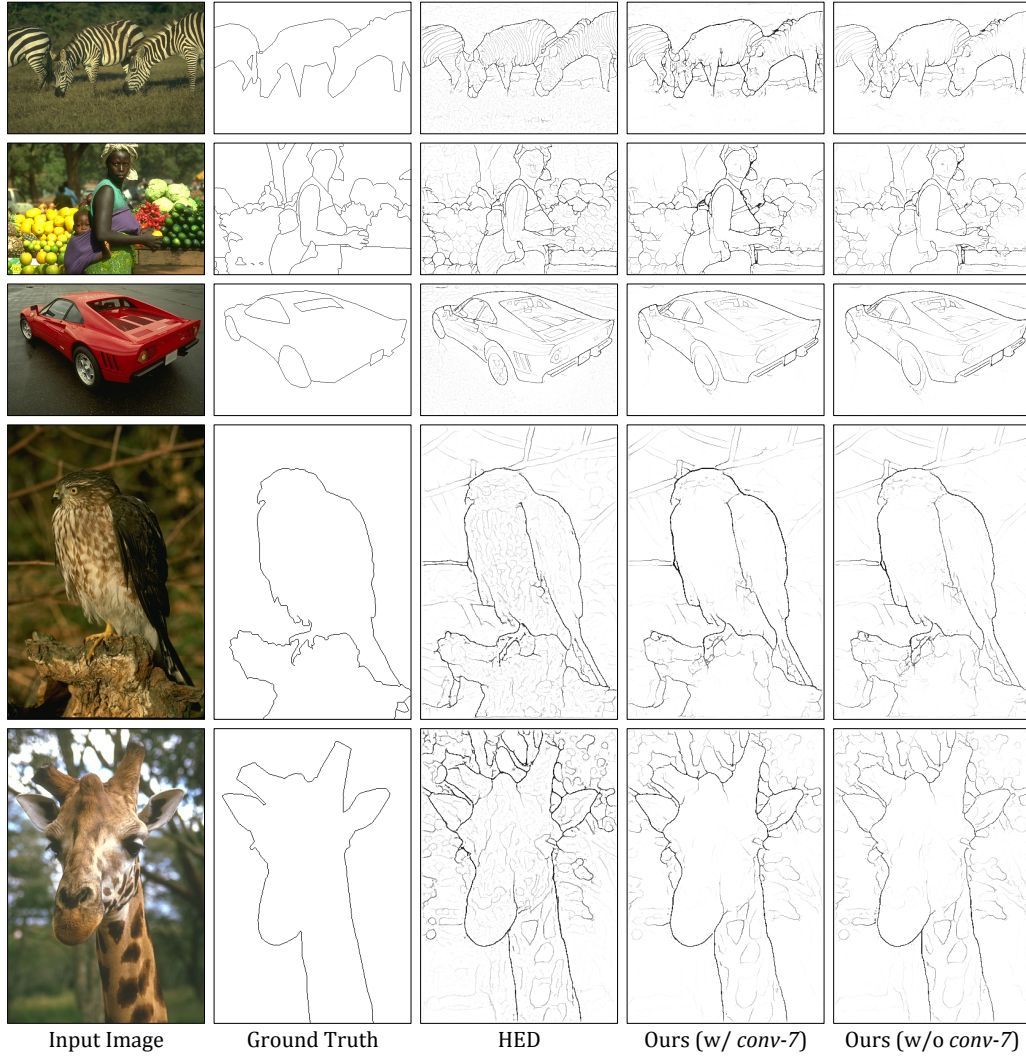 Input Image
Ground Truth
HED
Ours (w/ conv-7)
Ours (w/o conv-7)